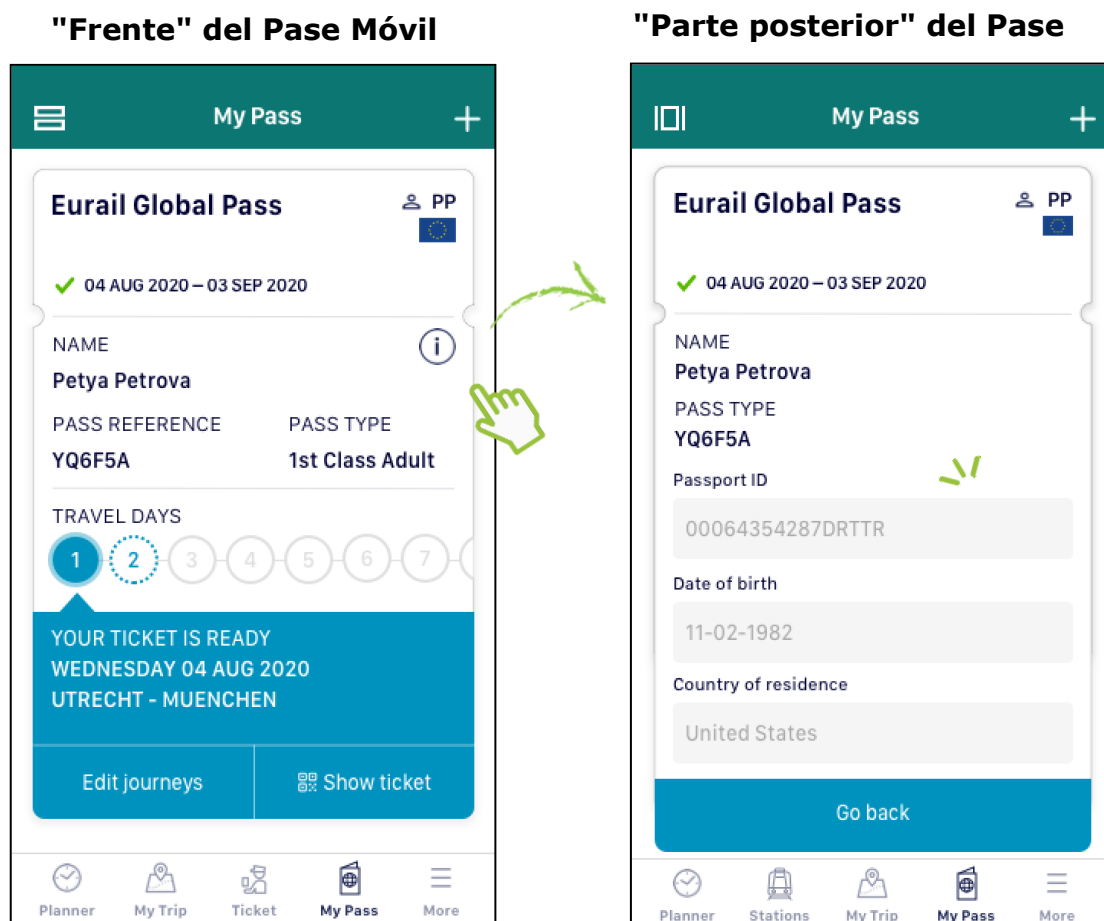 "Frente" del Pase Móvil
My Pass
Eurail Global Pass
PP
04 AUG 2020 – 03 SEP 2020
NAME
i
Petya Petrova
PASS REFERENCE PASS TYPE
YQ6F5A 1st Class Adult
TRAVEL DAYS
1 2 3 4 5 6 7
YOUR TICKET IS READY
WEDNESDAY 04 AUG 2020
UTRECHT - MUENCHEN
Edit journeys Show ticket
Planner My Trip Ticket My Pass More
"Parte posterior" del Pase
My Pass
Eurail Global Pass
PP
04 AUG 2020 – 03 SEP 2020
NAME
Petya Petrova
PASS TYPE
YQ6F5A
Passport ID
00064354287DRTTR
Date of birth
11-02-1982
Country of residence
United States
Go back
Planner Stations My Trip My Pass More